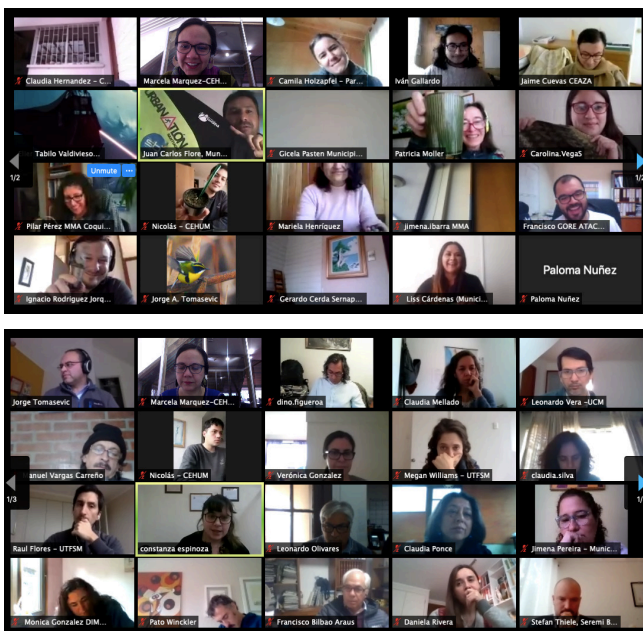 Claudia Hernandez - C...
Marcela Marquez-CEH...
Camila Holzapfel - Par...
Iván Gallardo
Jaime Cuevas CEAZA
Tabilo Valdivieso...
URBAN
Juan Carlos Flore, Mun...
Gicela Pasten Municipi...
Patricia Moller
Carolina.VegaS
1/2
Unmute
...
Pilar Pérez MMA Coqui...
Nicolás - CEHUM
Mariela Henríquez
jimena.ibarra MMA
Francisco GORE ATAC...
Ignacio Rodriguez Jorq...
Jorge A. Tomasevic
Gerardo Cerda Sernap...
Liss Cárdenas (Munici...
Paloma Nuñez
Paloma Nuñez
Jorge Tomasevic
Marcela Marquez-CEH...
dino.figueroa
Claudia Mellado
Leonardo Vera -UCM
Manuel Vargas Carreño
Nicolás - CEHUM
Verónica Gonzalez
Megan Williams - UTFSM
claudia.silva
1/3
Raul Flores - UTFSM
constanza espinoza
Leonardo Olivares
Claudia Ponce
Jimena Pereira - Munic...
Monica Gonzalez DIM...
Pato Winckler
Francisco Bilbao Araus
Daniela Rivera
Stefan Thiele, Seremi B...